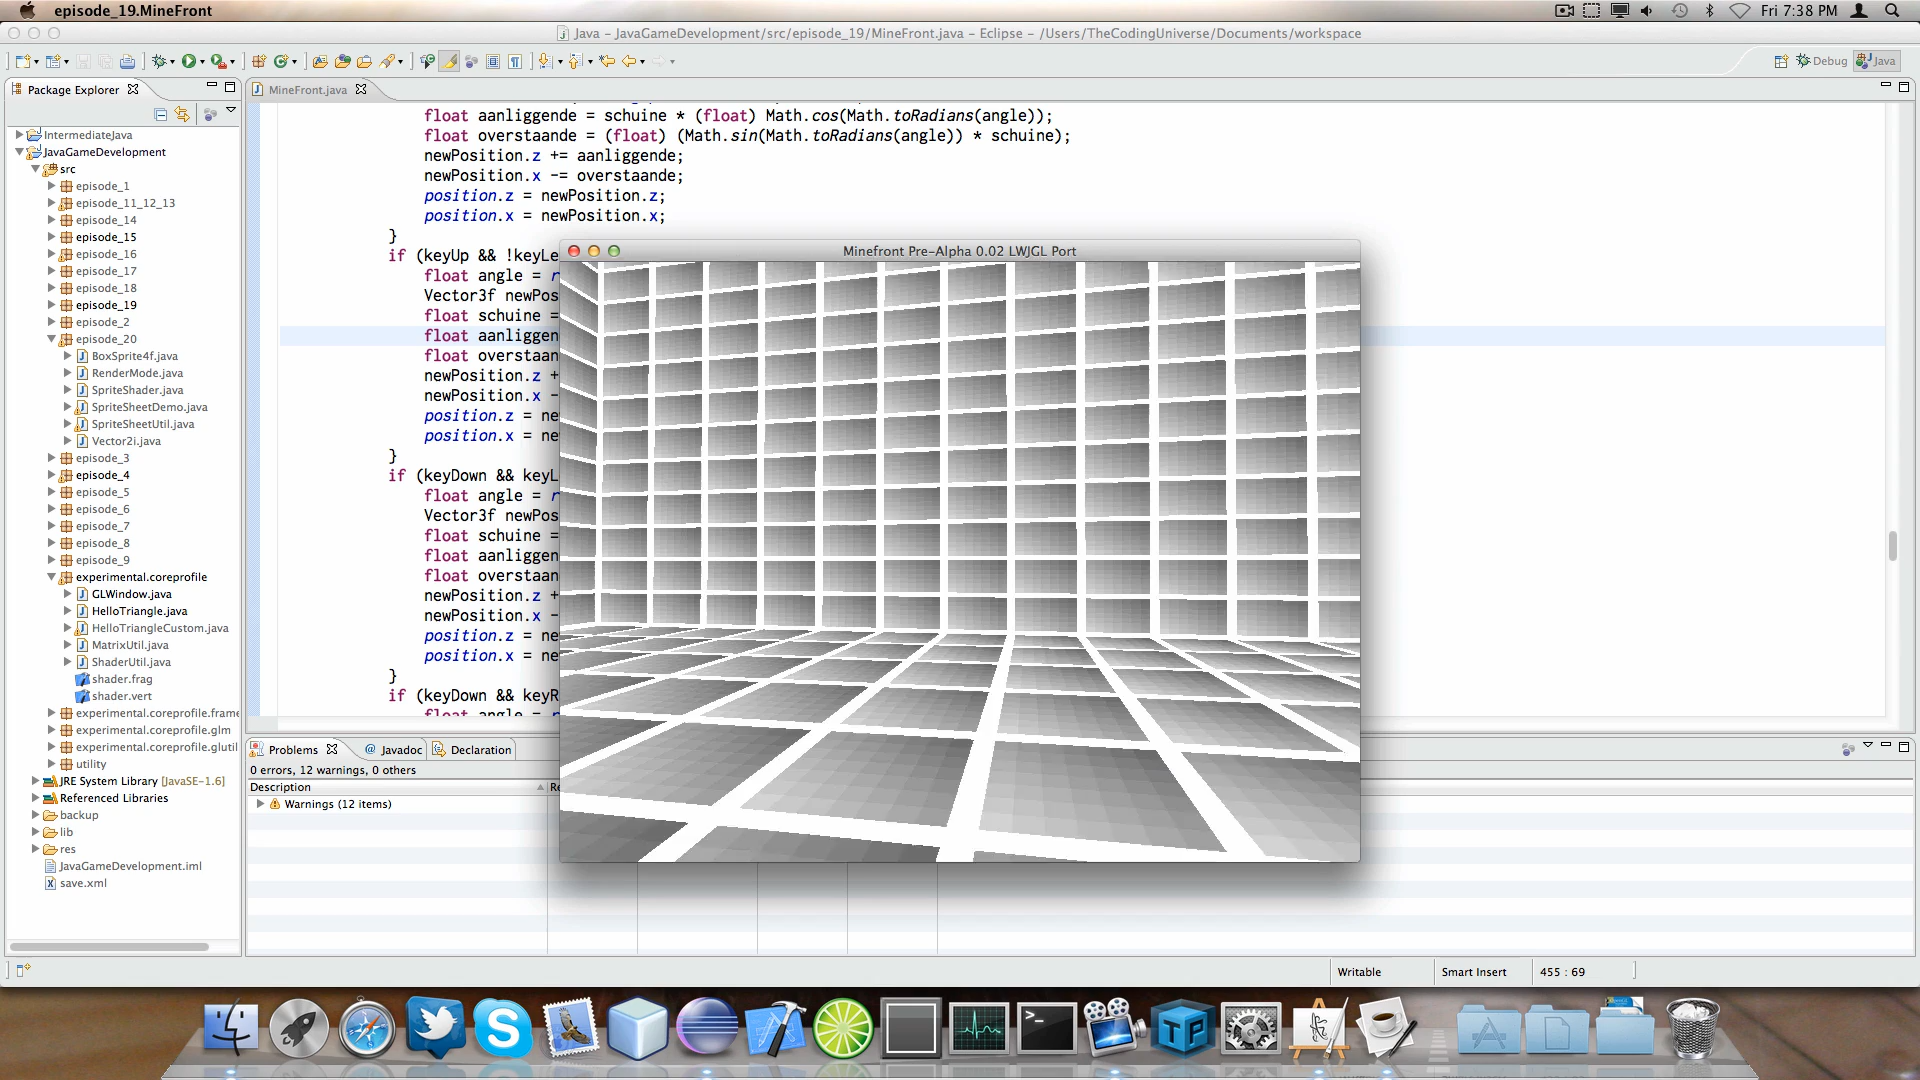 episode_19.MineFront
Fri 7:38 PM
Java – JavaGameDevelopment/src/episode_19/MineFront.java – Eclipse – /Users/TheCodingUniverse/Documents/workspace
Debug
Java
Package Explorer
MineFront.java
IntermediateJava
JavaGameDevelopment
src
episode_1
episode_11_12_13
episode_14
episode_15
episode_16
episode_17
episode_18
episode_19
episode_2
episode_20
BoxSprite4f.java
RenderMode.java
SpriteShader.java
SpriteSheetDemo.java
SpriteSheetUtil.java
Vector2i.java
episode_3
episode_4
episode_5
episode_6
episode_7
episode_8
episode_9
experimental.coreprofile
GLWindow.java
HelloTriangle.java
HelloTriangleCustom.java
MatrixUtil.java
ShaderUtil.java
shader.frag
shader.vert
experimental.coreprofile.frame
experimental.coreprofile.glm
experimental.coreprofile.glutil
utility
JRE System Library [JavaSE-1.6]
Referenced Libraries
backup
lib
res
JavaGameDevelopment.iml
save.xml
float aanliggende = schuine * (float) Math.cos(Math.toRadians(angle));
float overstaande = (float) (Math.sin(Math.toRadians(angle)) * schuine);
newPosition.z += aanliggende;
newPosition.x -= overstaande;
position.z = newPosition.z;
position.x = newPosition.x;
}
if (keyUp && !keyLe
float angle = r
Vector3f newPos
float schuine =
float aanliggen
float overstaan
newPosition.z +
newPosition.x -
position.z = ne
position.x = ne
}
if (keyDown && keyL
float angle = r
Vector3f newPos
float schuine =
float aanliggen
float overstaan
newPosition.z +
newPosition.x -
position.z = ne
position.x = ne
}
if (keyDown && keyR
float angle = r
Minefront Pre-Alpha 0.02 LWJGL Port
Problems
@ Javadoc
Declaration
0 errors, 12 warnings, 0 others
Description
Re
Warnings (12 items)
Writable
Smart Insert
455 : 69
TP